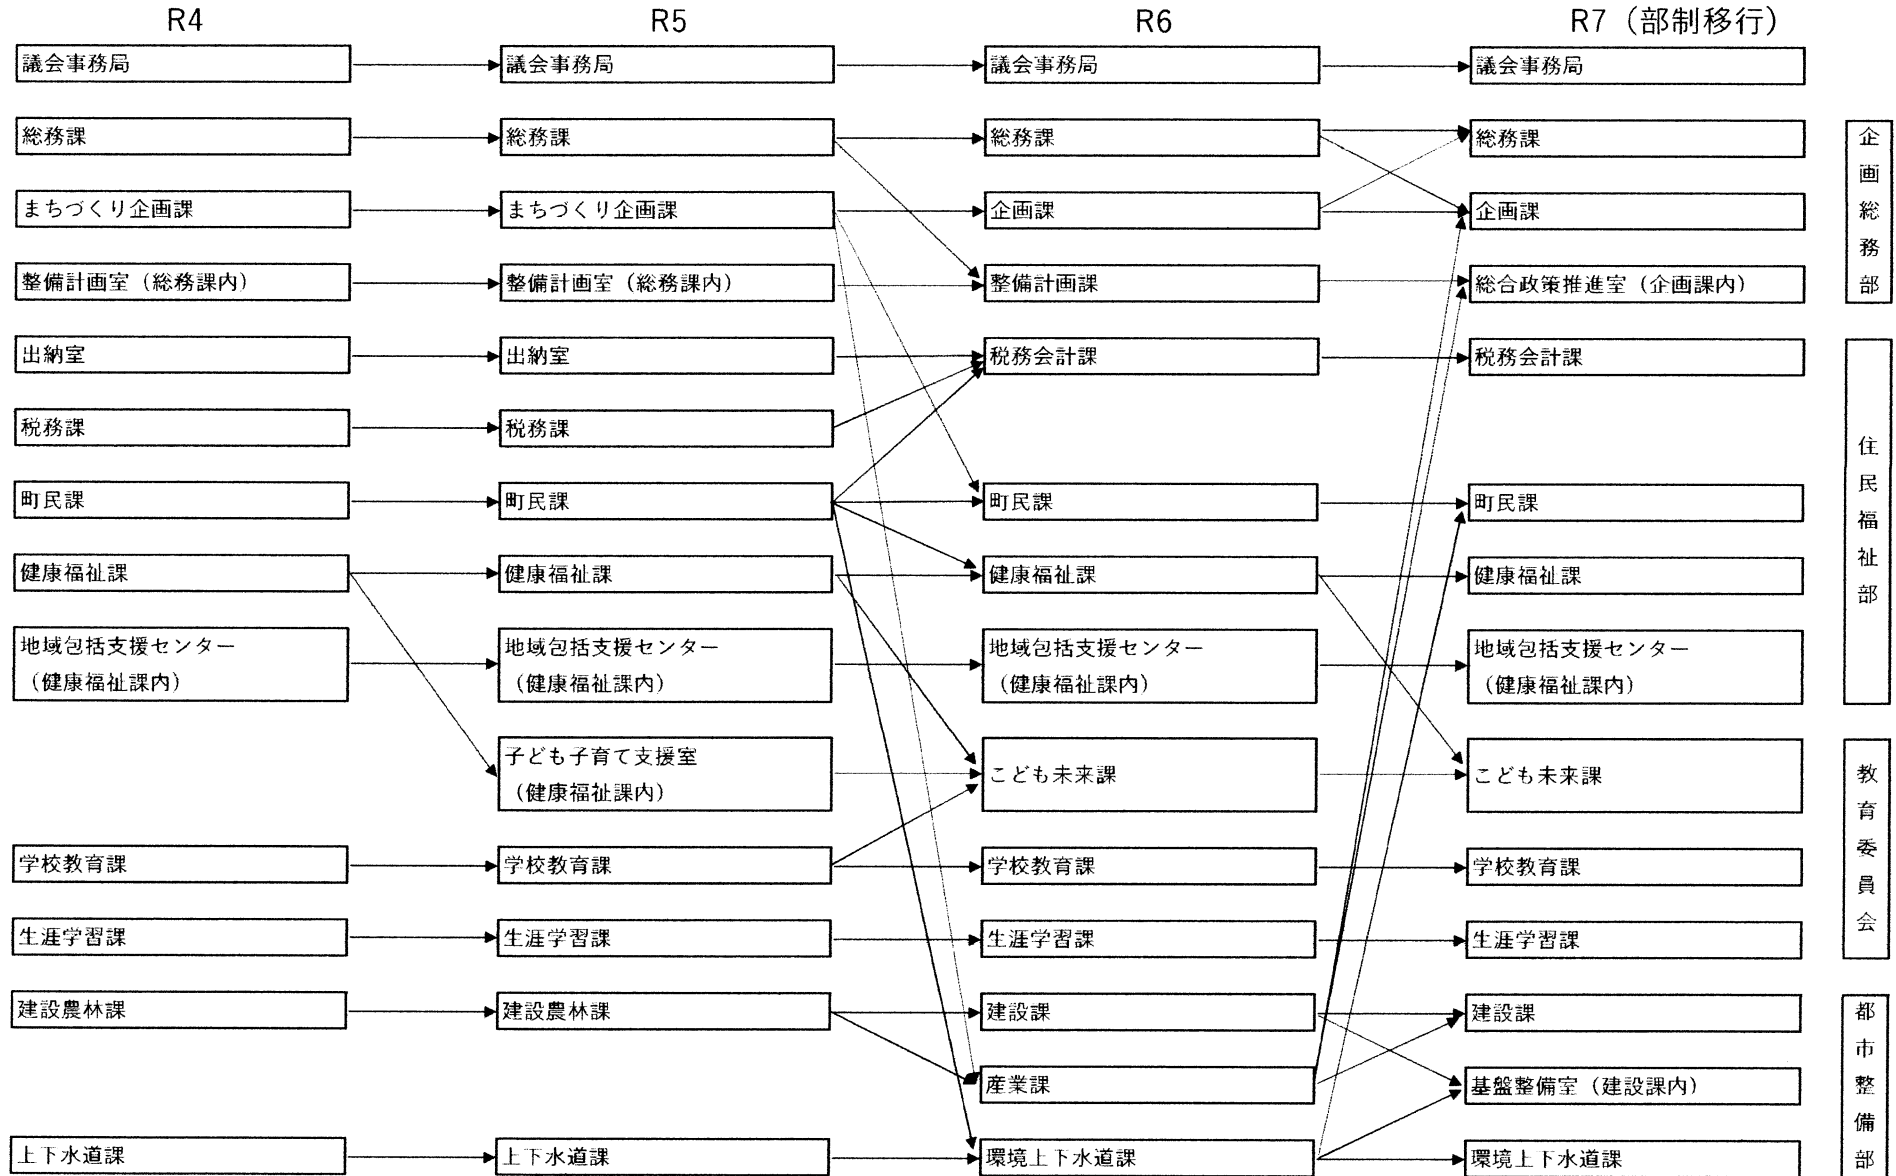 R4
R5
R6
R7（部制移行）
議会事務局
議会事務局
議会事務局
議会事務局
総務課
総務課
総務課
総務課
まちづくり企画課
まちづくり企画課
企画課
企画課
整備計画室（総務課内）
整備計画室（総務課内）
整備計画課
総合政策推進室（企画課内）
企画総務部
出納室
出納室
税務会計課
税務会計課
税務課
税務課
町民課
町民課
町民課
町民課
健康福祉課
健康福祉課
健康福祉課
健康福祉課
地域包括支援センター
（健康福祉課内）
地域包括支援センター
（健康福祉課内）
地域包括支援センター
（健康福祉課内）
地域包括支援センター
（健康福祉課内）
住民福祉部
子ども子育て支援室
（健康福祉課内）
こども未来課
こども未来課
学校教育課
学校教育課
学校教育課
学校教育課
生涯学習課
生涯学習課
生涯学習課
生涯学習課
教育委員会
建設農林課
建設農林課
建設課
建設課
産業課
基盤整備室（建設課内）
上下水道課
上下水道課
環境上下水道課
環境上下水道課
都市整備部